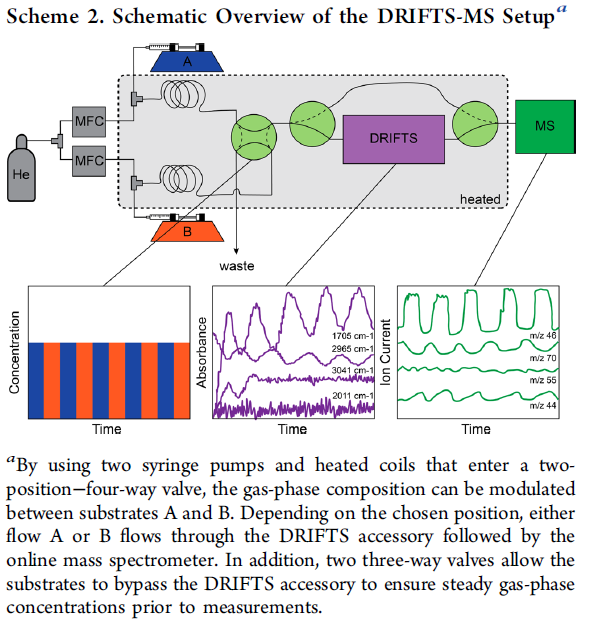 Scheme 2. Schematic Overview of the DRIFTS-MS Setupᵃ
A
MFC
MFC
He
DRIFTS
MS
heated
B
waste
Concentration
Time
Absorbance
1705 cm-1
2965 cm-1
3041 cm-1
2011 cm-1
Time
Ion Current
m/z 46
m/z 70
m/z 55
m/z 44
Time
ᵃBy using two syringe pumps and heated coils that enter a two-
position−four-way valve, the gas-phase composition can be modulated
between substrates A and B. Depending on the chosen position, either
flow A or B flows through the DRIFTS accessory followed by the
online mass spectrometer. In addition, two three-way valves allow the
substrates to bypass the DRIFTS accessory to ensure steady gas-phase
concentrations prior to measurements.